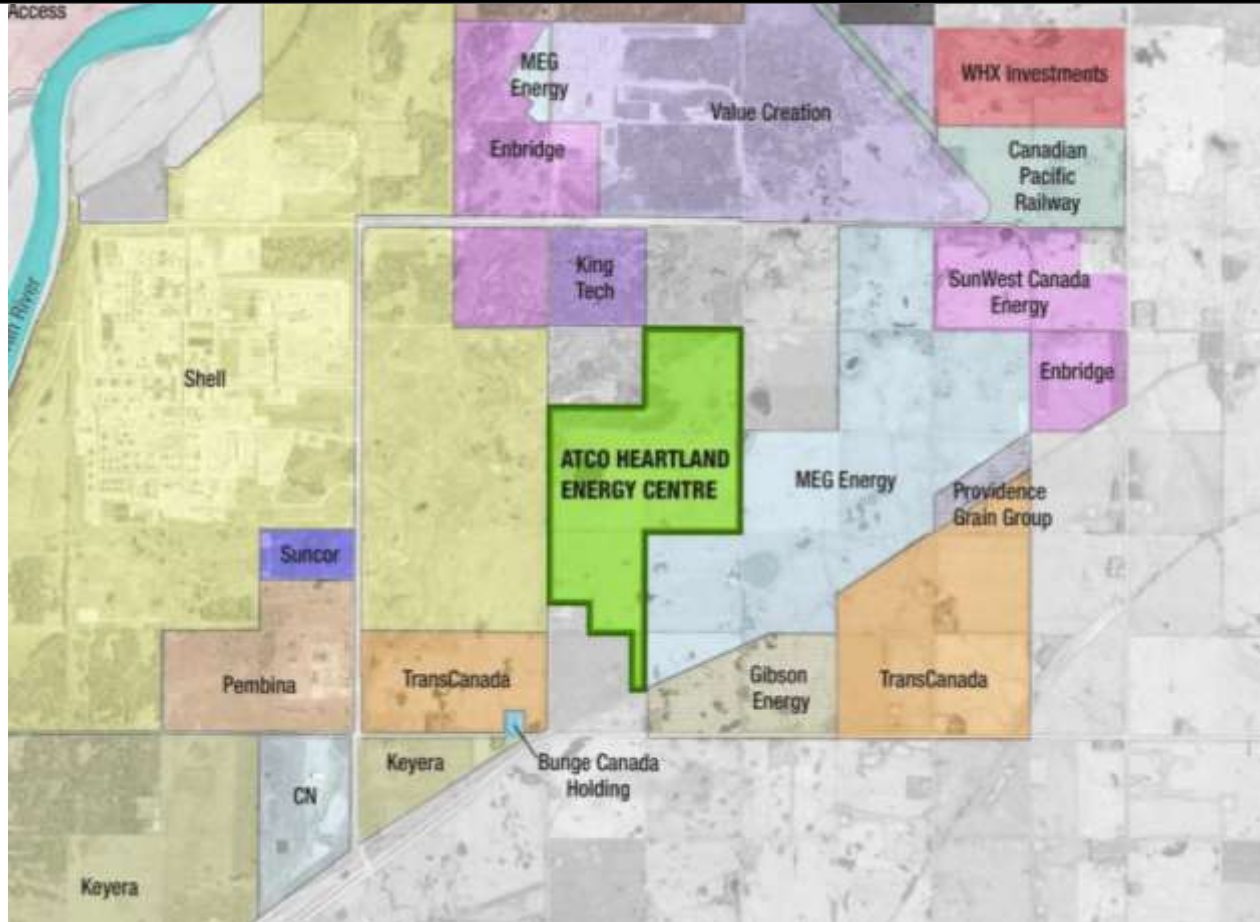 Access
MEG
Energy
WHX Investments
Value Creation
Enbridge
Canadian
Pacific
Railway
King
Tech
SunWest Canada
Energy
River
Shell
Enbridge
ATCO HEARTLAND
ENERGY CENTRE
MEG Energy
Providence
Grain Group
Suncor
Pembina
TransCanada
Gibson
Energy
TransCanada
Keyera
Bunge Canada
Holding
CN
Keyera